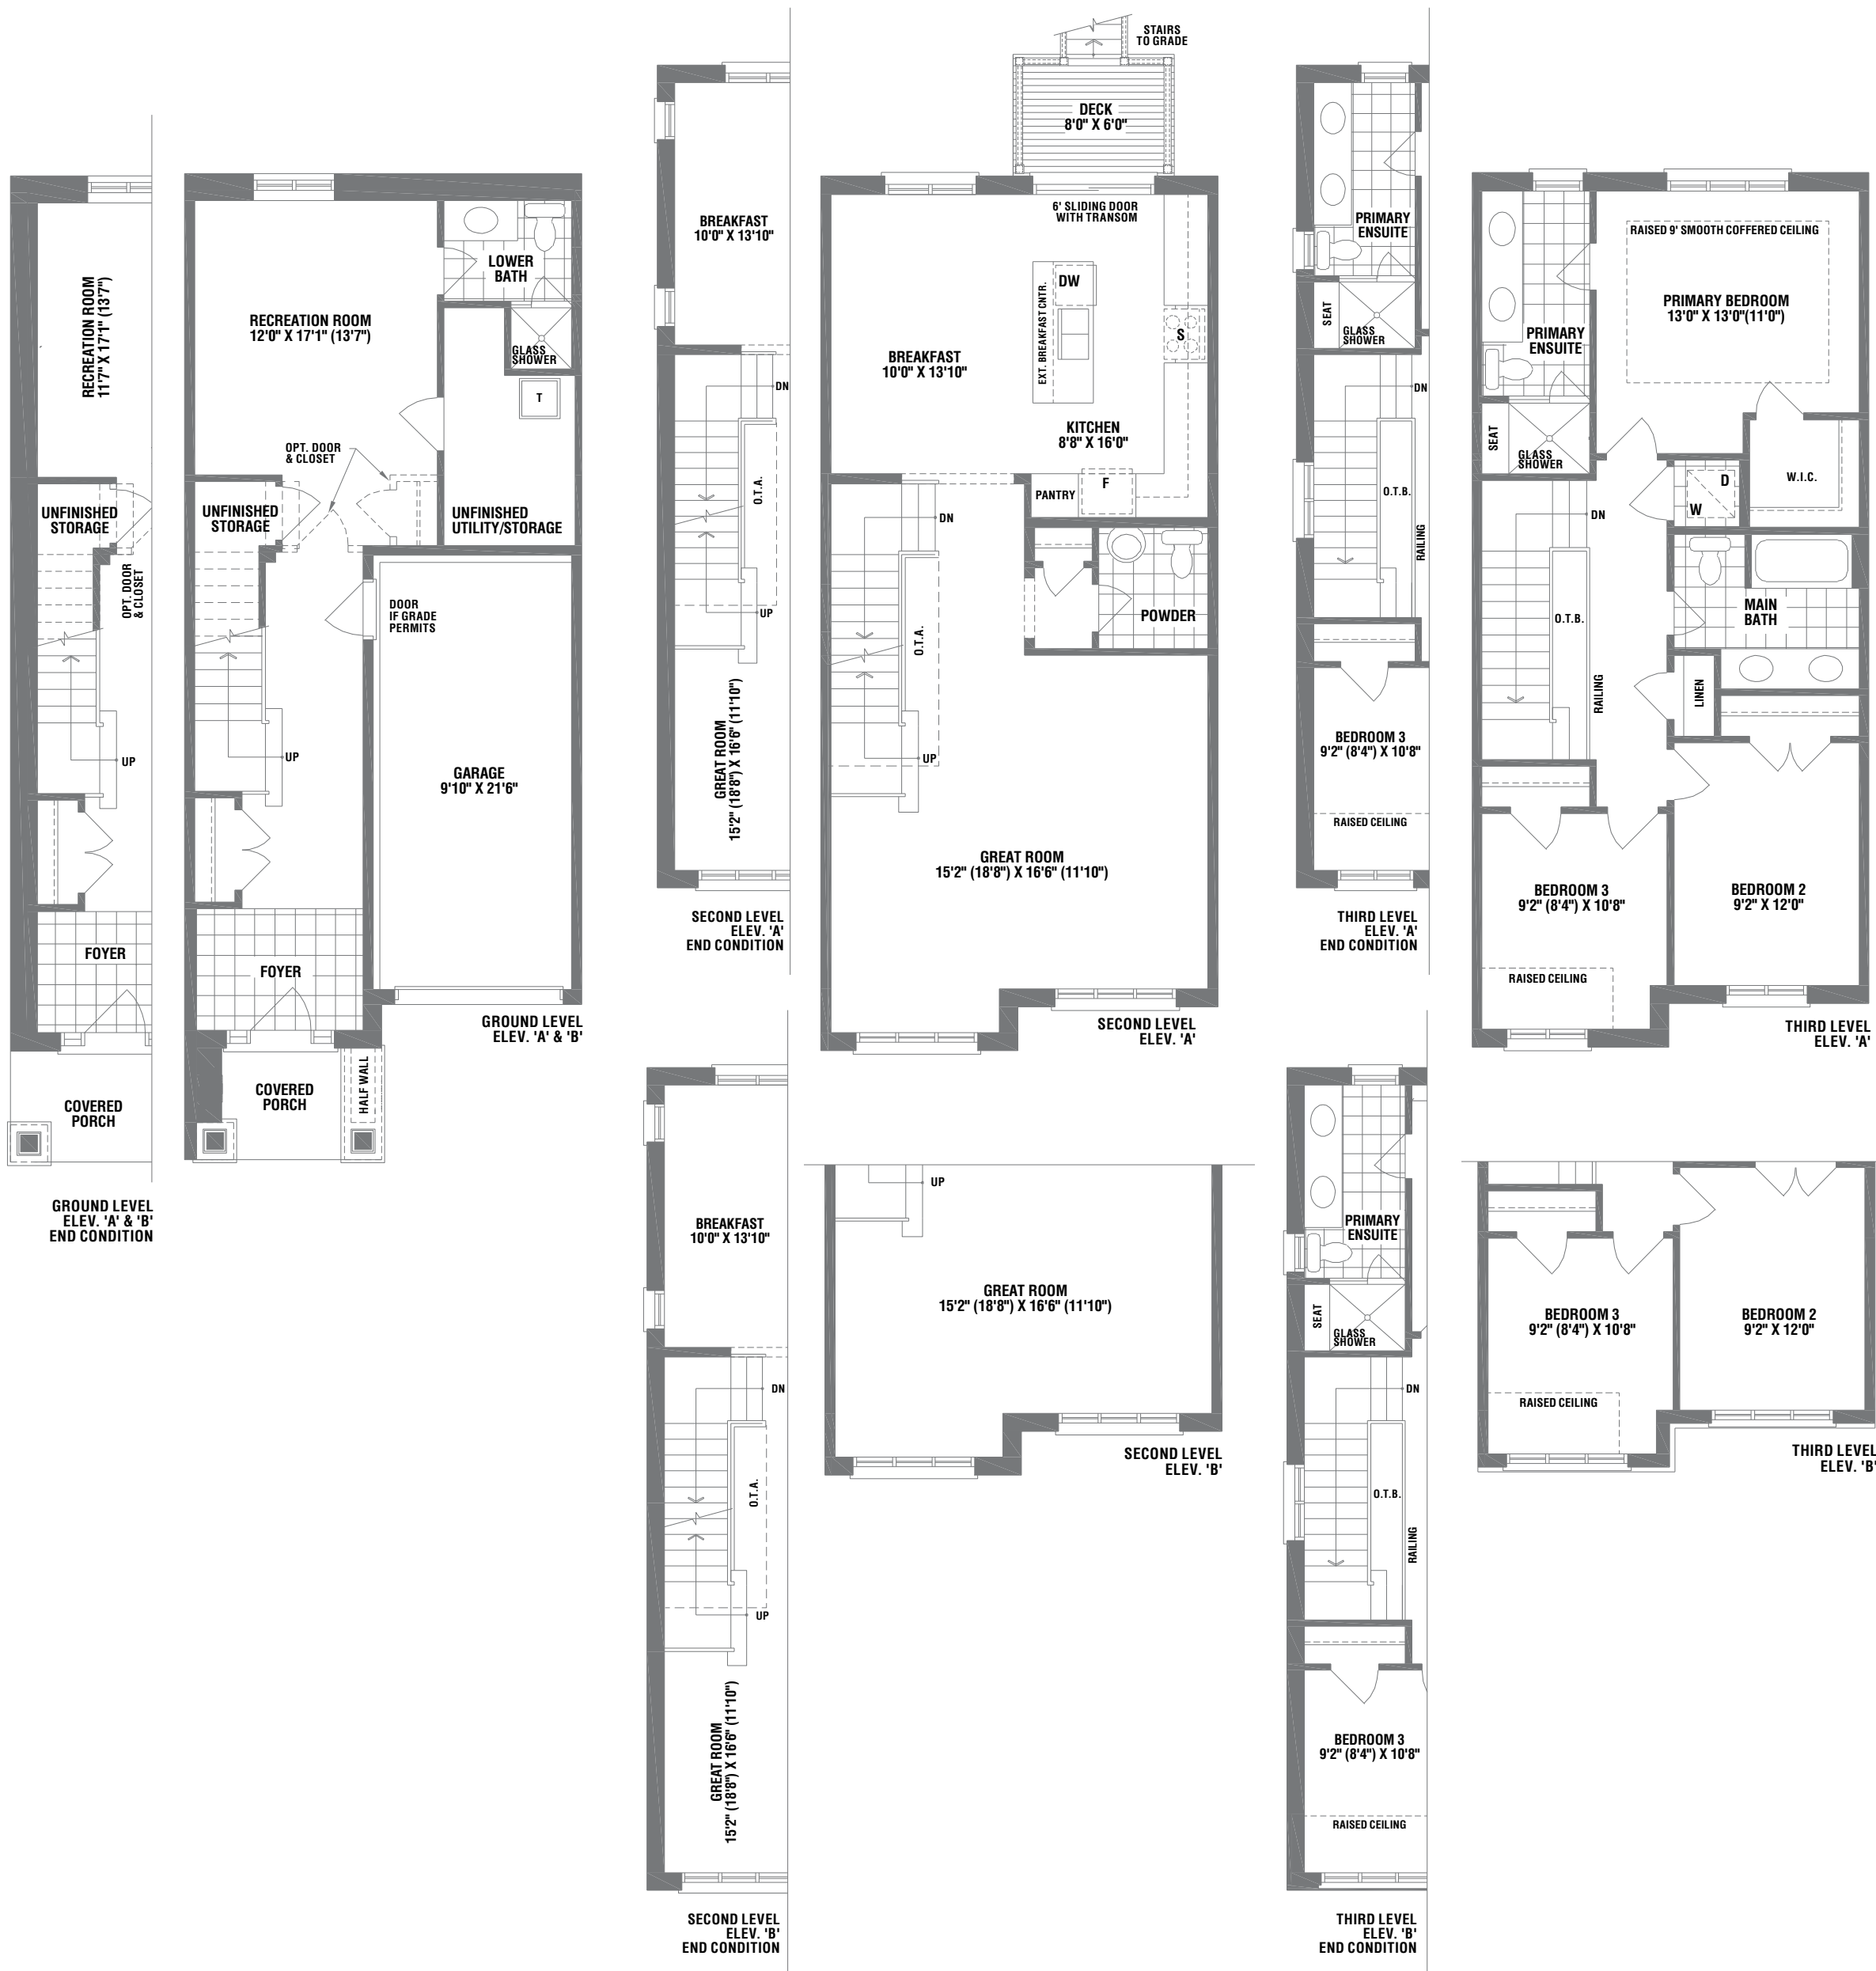 RECREATION ROOM
11'7" X 17'1" (13'7")
UNFINISHED
STORAGE
OPT. DOOR
& CLOSET
UP
FOYER
COVERED
PORCH
GROUND LEVEL
ELEV. 'A' & 'B'
END CONDITION
RECREATION ROOM
12'0" X 17'1" (13'7")
LOWER
BATH
GLASS
SHOWER
T
OPT. DOOR
& CLOSET
UNFINISHED
STORAGE
UNFINISHED
UTILITY/STORAGE
DOOR
IF GRADE
PERMITS
UP
GARAGE
9'10" X 21'6"
FOYER
GROUND LEVEL
ELEV. 'A' & 'B'
COVERED
PORCH
HALF WALL
BREAKFAST
10'0" X 13'10"
DN
O.T.A.
UP
GREAT ROOM
15'2" (18'8") X 16'6" (11'10")
SECOND LEVEL
ELEV. 'A'
END CONDITION
STAIRS
TO GRADE
DECK
8'0" X 6'0"
6' SLIDING DOOR
WITH TRANSOM
DW
EXT. BREAKFAST CNTR.
S
BREAKFAST
10'0" X 13'10"
KITCHEN
8'8" X 16'0"
PANTRY
F
DN
O.T.A.
POWDER
UP
GREAT ROOM
15'2" (18'8") X 16'6" (11'10")
SECOND LEVEL
ELEV. 'A'
PRIMARY
ENSUITE
SEAT
GLASS
SHOWER
DN
O.T.B.
RAILING
BEDROOM 3
9'2" (8'4") X 10'8"
RAISED CEILING
THIRD LEVEL
ELEV. 'A'
END CONDITION
RAISED 9' SMOOTH COFFERED CEILING
PRIMARY BEDROOM
13'0" X 13'0"(11'0")
PRIMARY
ENSUITE
SEAT
GLASS
SHOWER
W.I.C.
D
W
DN
O.T.B.
RAILING
MAIN
BATH
LINEN
BEDROOM 3
9'2" (8'4") X 10'8"
BEDROOM 2
9'2" X 12'0"
RAISED CEILING
THIRD LEVEL
ELEV. 'A'
BREAKFAST
10'0" X 13'10"
DN
O.T.A.
UP
GREAT ROOM
15'2" (18'8") X 16'6" (11'10")
SECOND LEVEL
ELEV. 'B'
END CONDITION
UP
GREAT ROOM
15'2" (18'8") X 16'6" (11'10")
SECOND LEVEL
ELEV. 'B'
PRIMARY
ENSUITE
SEAT
GLASS
SHOWER
DN
O.T.B.
RAILING
BEDROOM 3
9'2" (8'4") X 10'8"
RAISED CEILING
THIRD LEVEL
ELEV. 'B'
END CONDITION
BEDROOM 3
9'2" (8'4") X 10'8"
BEDROOM 2
9'2" X 12'0"
RAISED CEILING
THIRD LEVEL
ELEV. 'B'